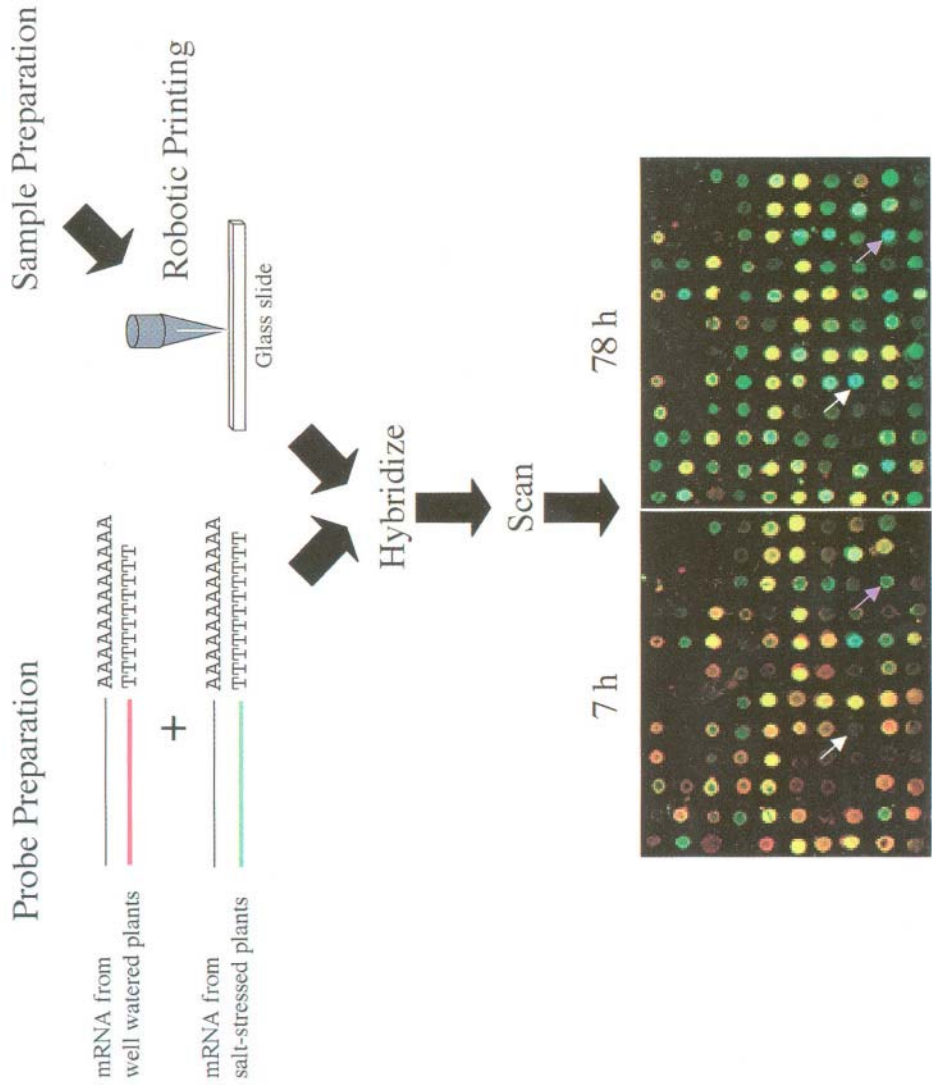 Probe Preparation
mRNA from
well watered plants
AAAAAAAAAAAA
TTTTTTTTTT
+
mRNA from
salt-stressed plants
AAAAAAAAAAAA
TTTTTTTTTTT
Sample Preparation
Robotic Printing
Glass slide
Hybridize
Scan
7 h
78 h